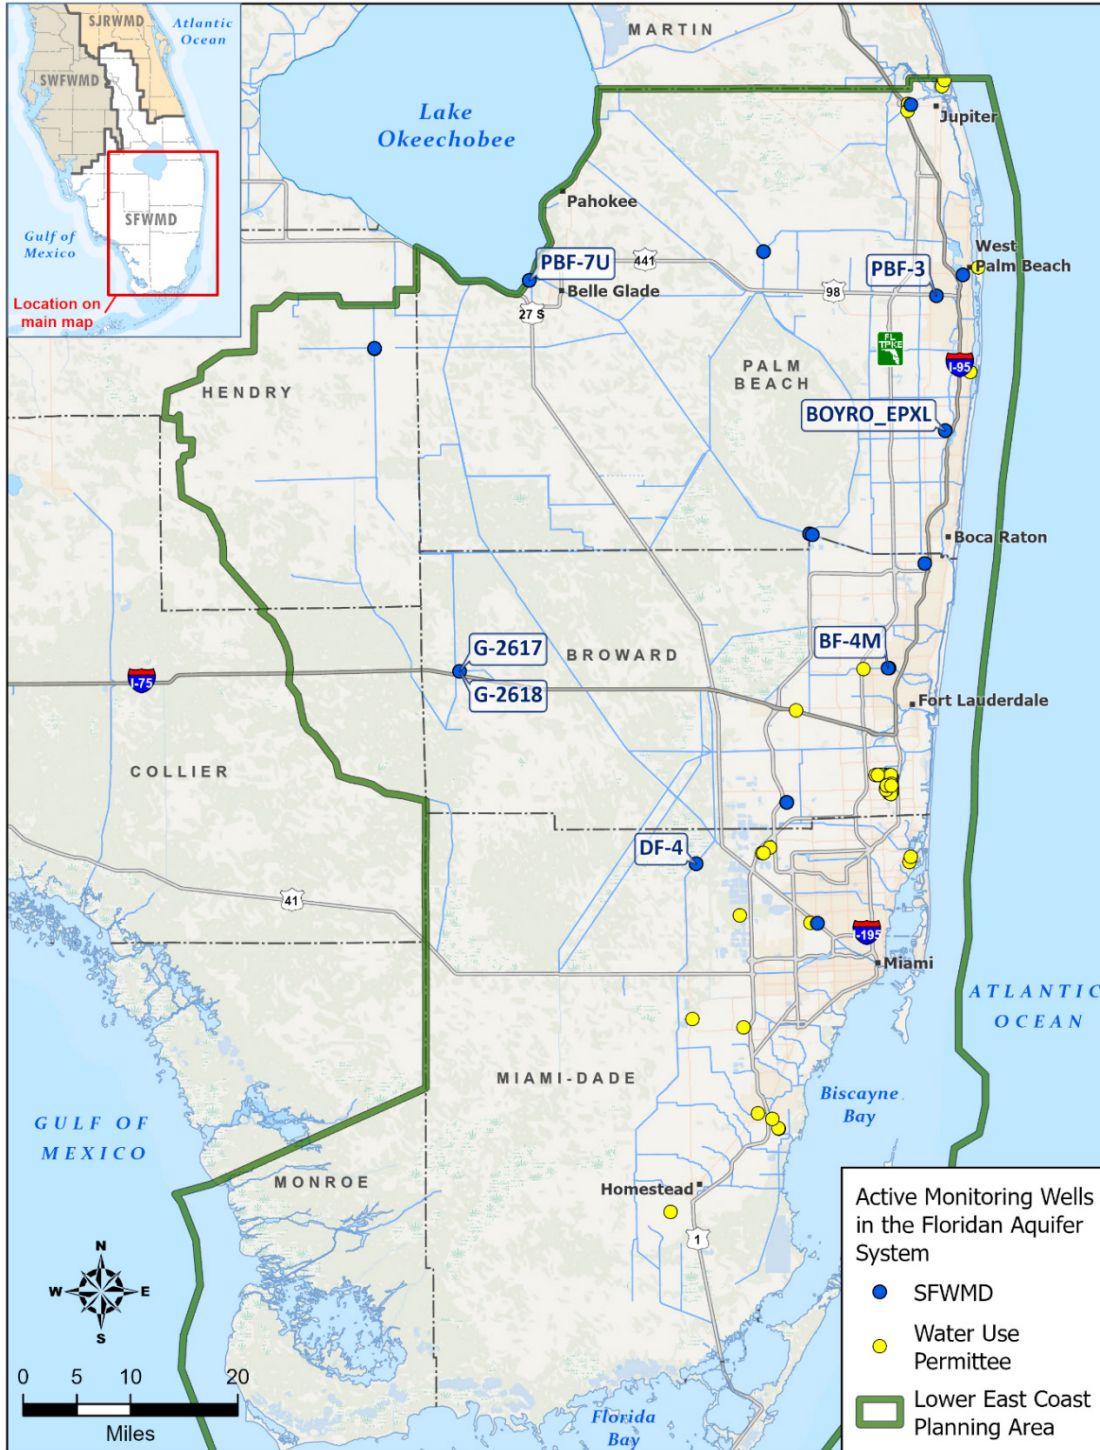 SJRWMD
Atlantic
Ocean
SWFWMD
SFWMD
Gulf of
Mexico
Location on
main map
MARTIN
Lake
Okeechobee
Jupiter
Pahokee
PBF-7U
441
Belle Glade
27 S
West
Palm Beach
PBF-3
98
FL
TPKE
I-95
PALM
BEACH
HENDRY
BOYRO_EPXL
Boca Raton
G-2617
G-2618
BROWARD
BF-4M
I-75
Fort Lauderdale
COLLIER
DF-4
41
I-195
Miami
ATLANTIC
OCEAN
MIAMI-DADE
Biscayne
Bay
GULF OF
MEXICO
MONROE
Homestead
1
N
W E
S
0 5 10 20
Miles
Florida
Bay
Active Monitoring Wells
in the Floridan Aquifer
System
SFWMD
Water Use
Permittee
Lower East Coast
Planning Area